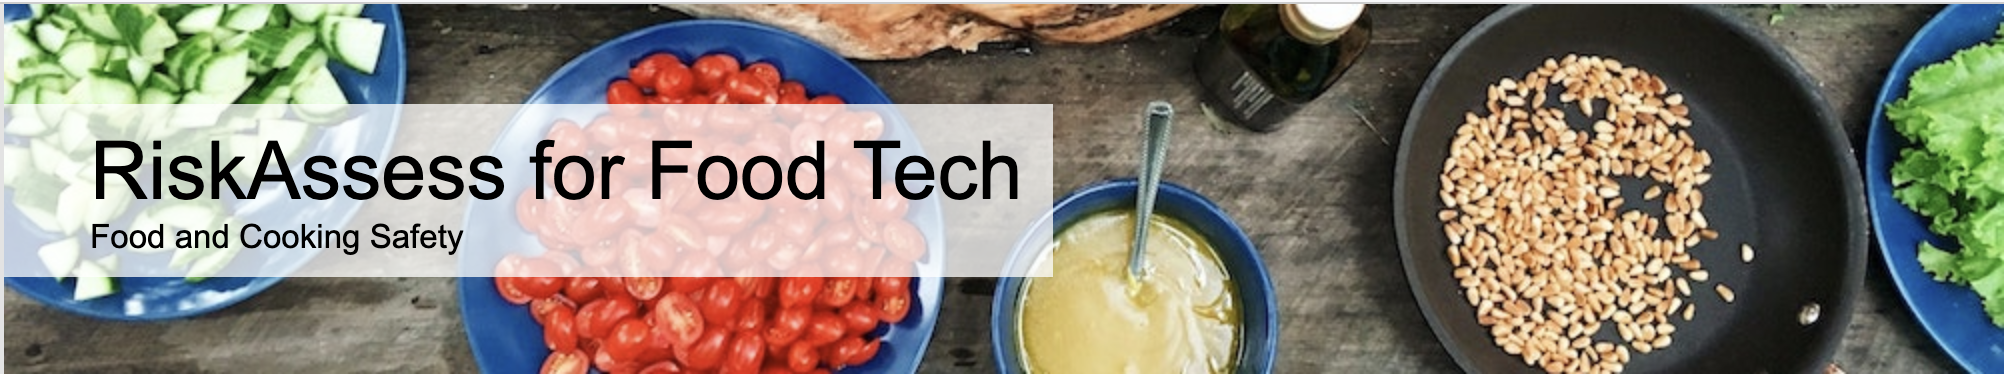 RiskAssess for Food Tech
Food and Cooking Safety